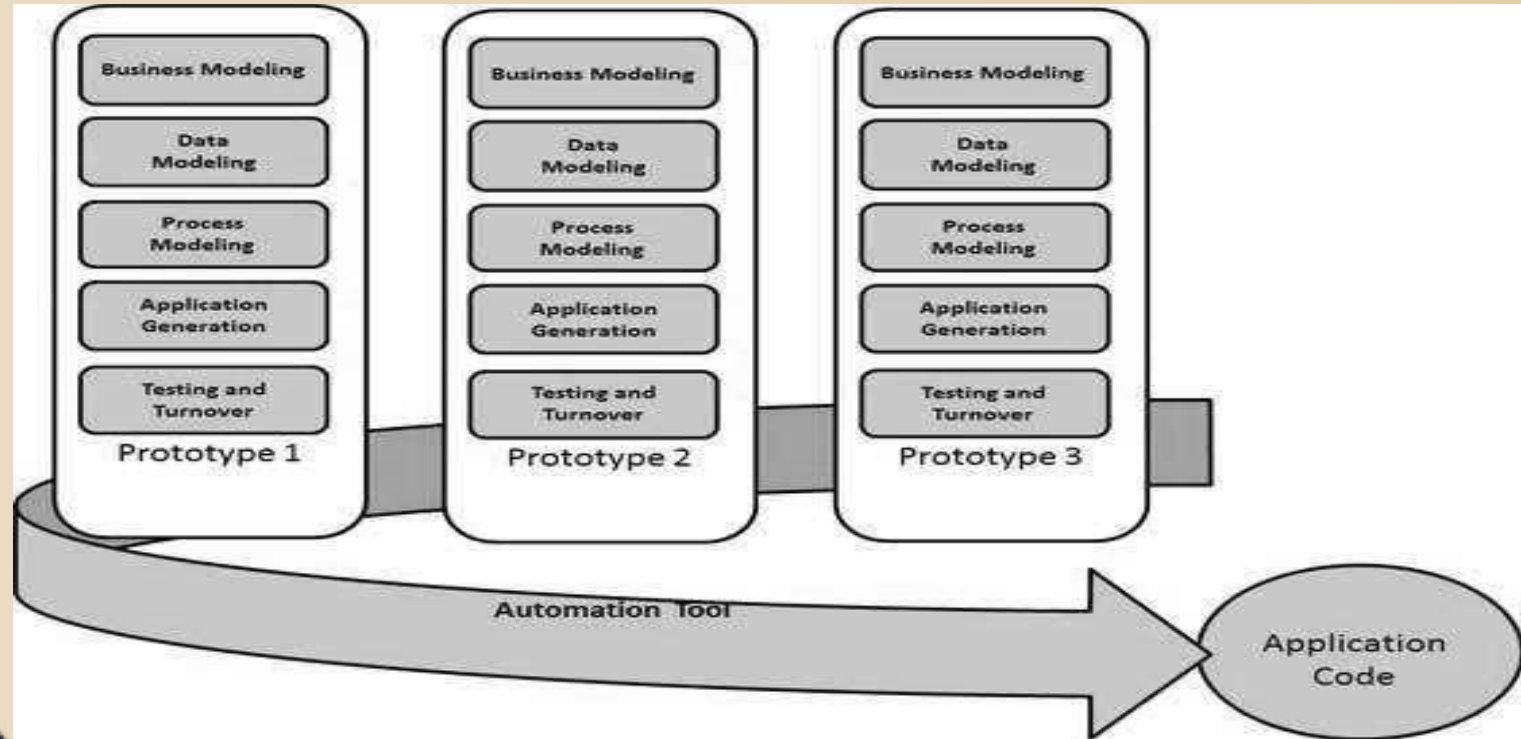 Business Modeling
Data
Modeling
Process
Modeling
Application
Generation
Testing and
Turnover
Prototype 1
Business Modeling
Data
Modeling
Process
Modeling
Application
Generation
Testing and
Turnover
Prototype 2
Business Modeling
Data
Modeling
Process
Modeling
Application
Generation
Testing and
Turnover
Prototype 3
Automation Tool
Application
Code